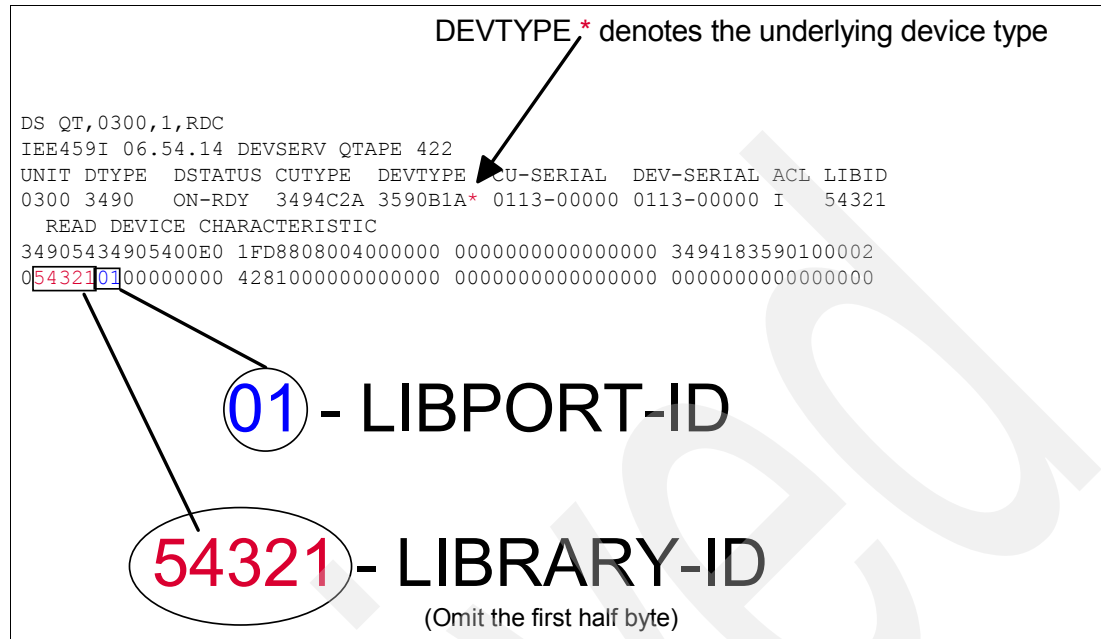 DEVTYPE * denotes the underlying device type
DS QT,0300,1,RDC
IEE459I 06.54.14 DEVSERV QTAPE 422
UNIT DTYPE DSTATUS CUTYPE DEVTYPE CU-SERIAL DEV-SERIAL ACL LIBID
0300 3490 ON-RDY 3494C2A 3590B1A* 0113-00000 0113-00000 I 54321
READ DEVICE CHARACTERISTIC
34905434905400E0 1FD8808004000000 0000000000000000 3494183590100002
0543210100000000 4281000000000000 0000000000000000 0000000000000000
01 - LIBPORT-ID
54321 - LIBRARY-ID
(Omit the first half byte)